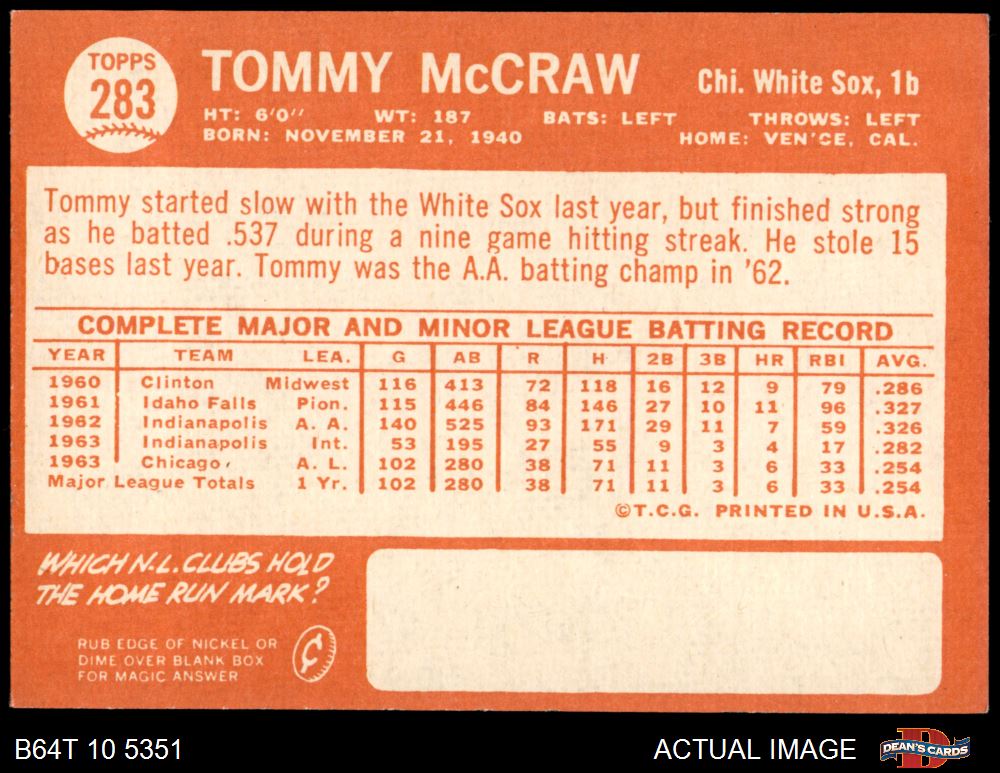 TOPPS
283
TOMMY McCRAW
Chi. White Sox, 1b
HT: 6'0'' WT: 187 BATS: LEFT THROWS: LEFT
BORN: NOVEMBER 21, 1940 HOME: VEN'CE, CAL.
Tommy started slow with the White Sox last year, but finished strong
as he batted .537 during a nine game hitting streak. He stole 15
bases last year. Tommy was the A.A. batting champ in '62.
COMPLETE MAJOR AND MINOR LEAGUE BATTING RECORD
YEAR TEAM LEA. G AB R H 2B 3B HR RBI AVG.
1960 Clinton Midwest 116 413 72 118 16 12 9 79 .286
1961 Idaho Falls Pion. 115 446 84 146 27 10 11 96 .327
1962 Indianapolis A. A. 140 525 93 171 29 11 7 59 .326
1963 Indianapolis Int. 53 195 27 55 9 3 4 17 .282
1963 Chicago A. L. 102 280 38 71 11 3 6 33 .254
Major League Totals 1 Yr. 102 280 38 71 11 3 6 33 .254
©T.C.G. PRINTED IN U.S.A.
WHICH N.L. CLUBS HOLD
THE HOME RUN MARK?
RUB EDGE OF NICKEL OR
DIME OVER BLANK BOX
FOR MAGIC ANSWER
¢
B64T 10 5351
ACTUAL IMAGE
DEAN'S CARDS